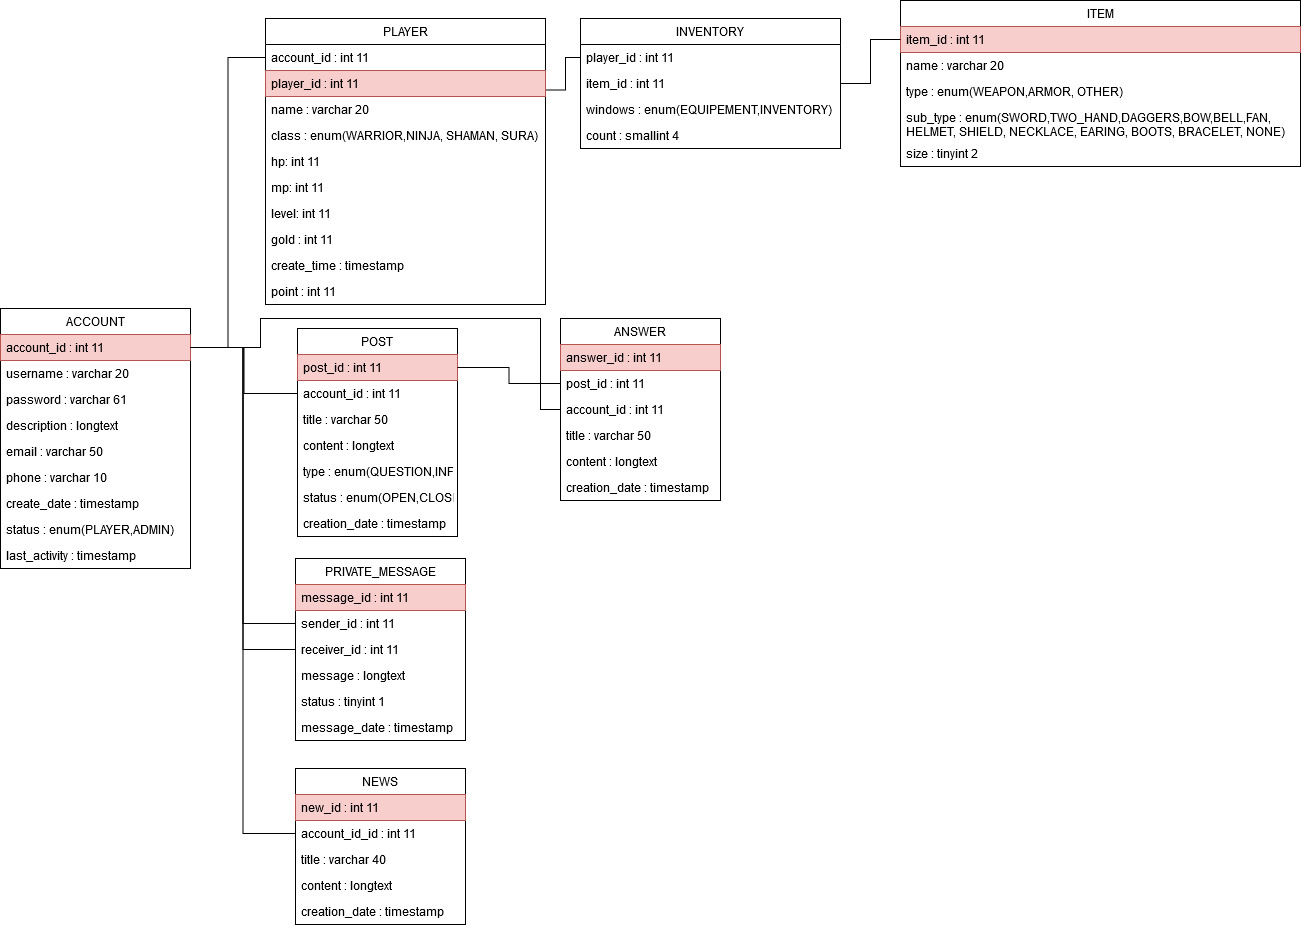 PLAYER
account_id : int 11
player_id : int 11
name : varchar 20
class : enum(WARRIOR,NINJA, SHAMAN, SURA)
hp: int 11
mp: int 11
level: int 11
gold : int 11
create_time : timestamp
point : int 11
INVENTORY
player_id : int 11
item_id : int 11
windows : enum(EQUIPEMENT,INVENTORY)
count : smallint 4
ITEM
item_id : int 11
name : varchar 20
type : enum(WEAPON,ARMOR, OTHER)
sub_type : enum(SWORD,TWO_HAND,DAGGERS,BOW,BELL,FAN,
HELMET, SHIELD, NECKLACE, EARING, BOOTS, BRACELET, NONE)
size : tinyint 2
ACCOUNT
account_id : int 11
username : varchar 20
password : varchar 61
description : longtext
email : varchar 50
phone : varchar 10
create_date : timestamp
status : enum(PLAYER,ADMIN)
last_activity : timestamp
POST
post_id : int 11
account_id : int 11
title : varchar 50
content : longtext
type : enum(QUESTION,INF
status : enum(OPEN,CLOS
creation_date : timestamp
ANSWER
answer_id : int 11
post_id : int 11
account_id : int 11
title : varchar 50
content : longtext
creation_date : timestamp
PRIVATE_MESSAGE
message_id : int 11
sender_id : int 11
receiver_id : int 11
message : longtext
status : tinyint 1
message_date : timestamp
NEWS
new_id : int 11
account_id_id : int 11
title : varchar 40
content : longtext
creation_date : timestamp